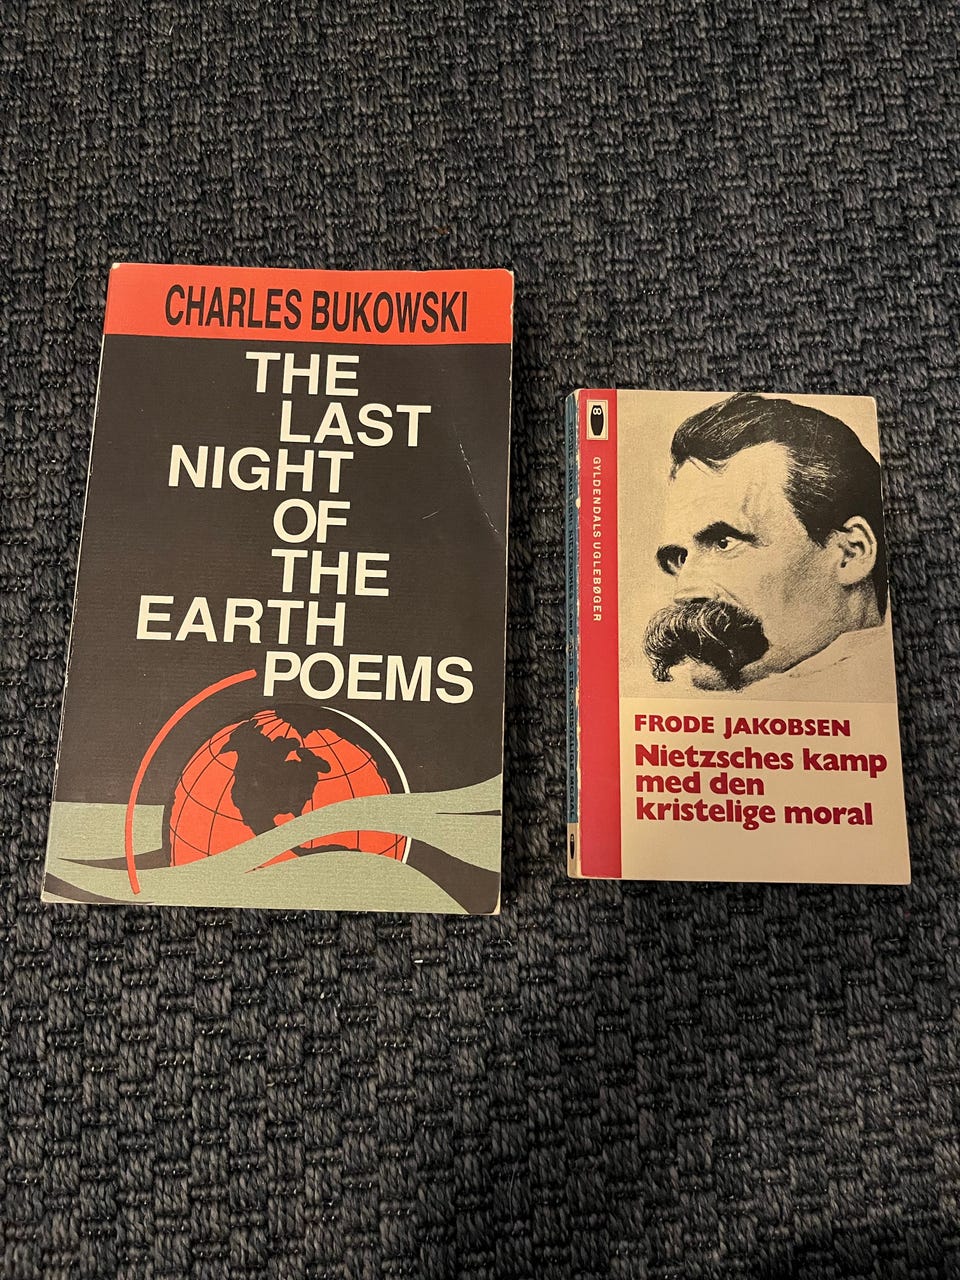 CHARLES BUKOWSKI
THE
LAST
NIGHT
OF
THE
EARTH
POEMS
8
GYLDENDALS UGLEBØGER
FRODE JAKOBSEN
Nietzsches kamp
med den
kristelige moral